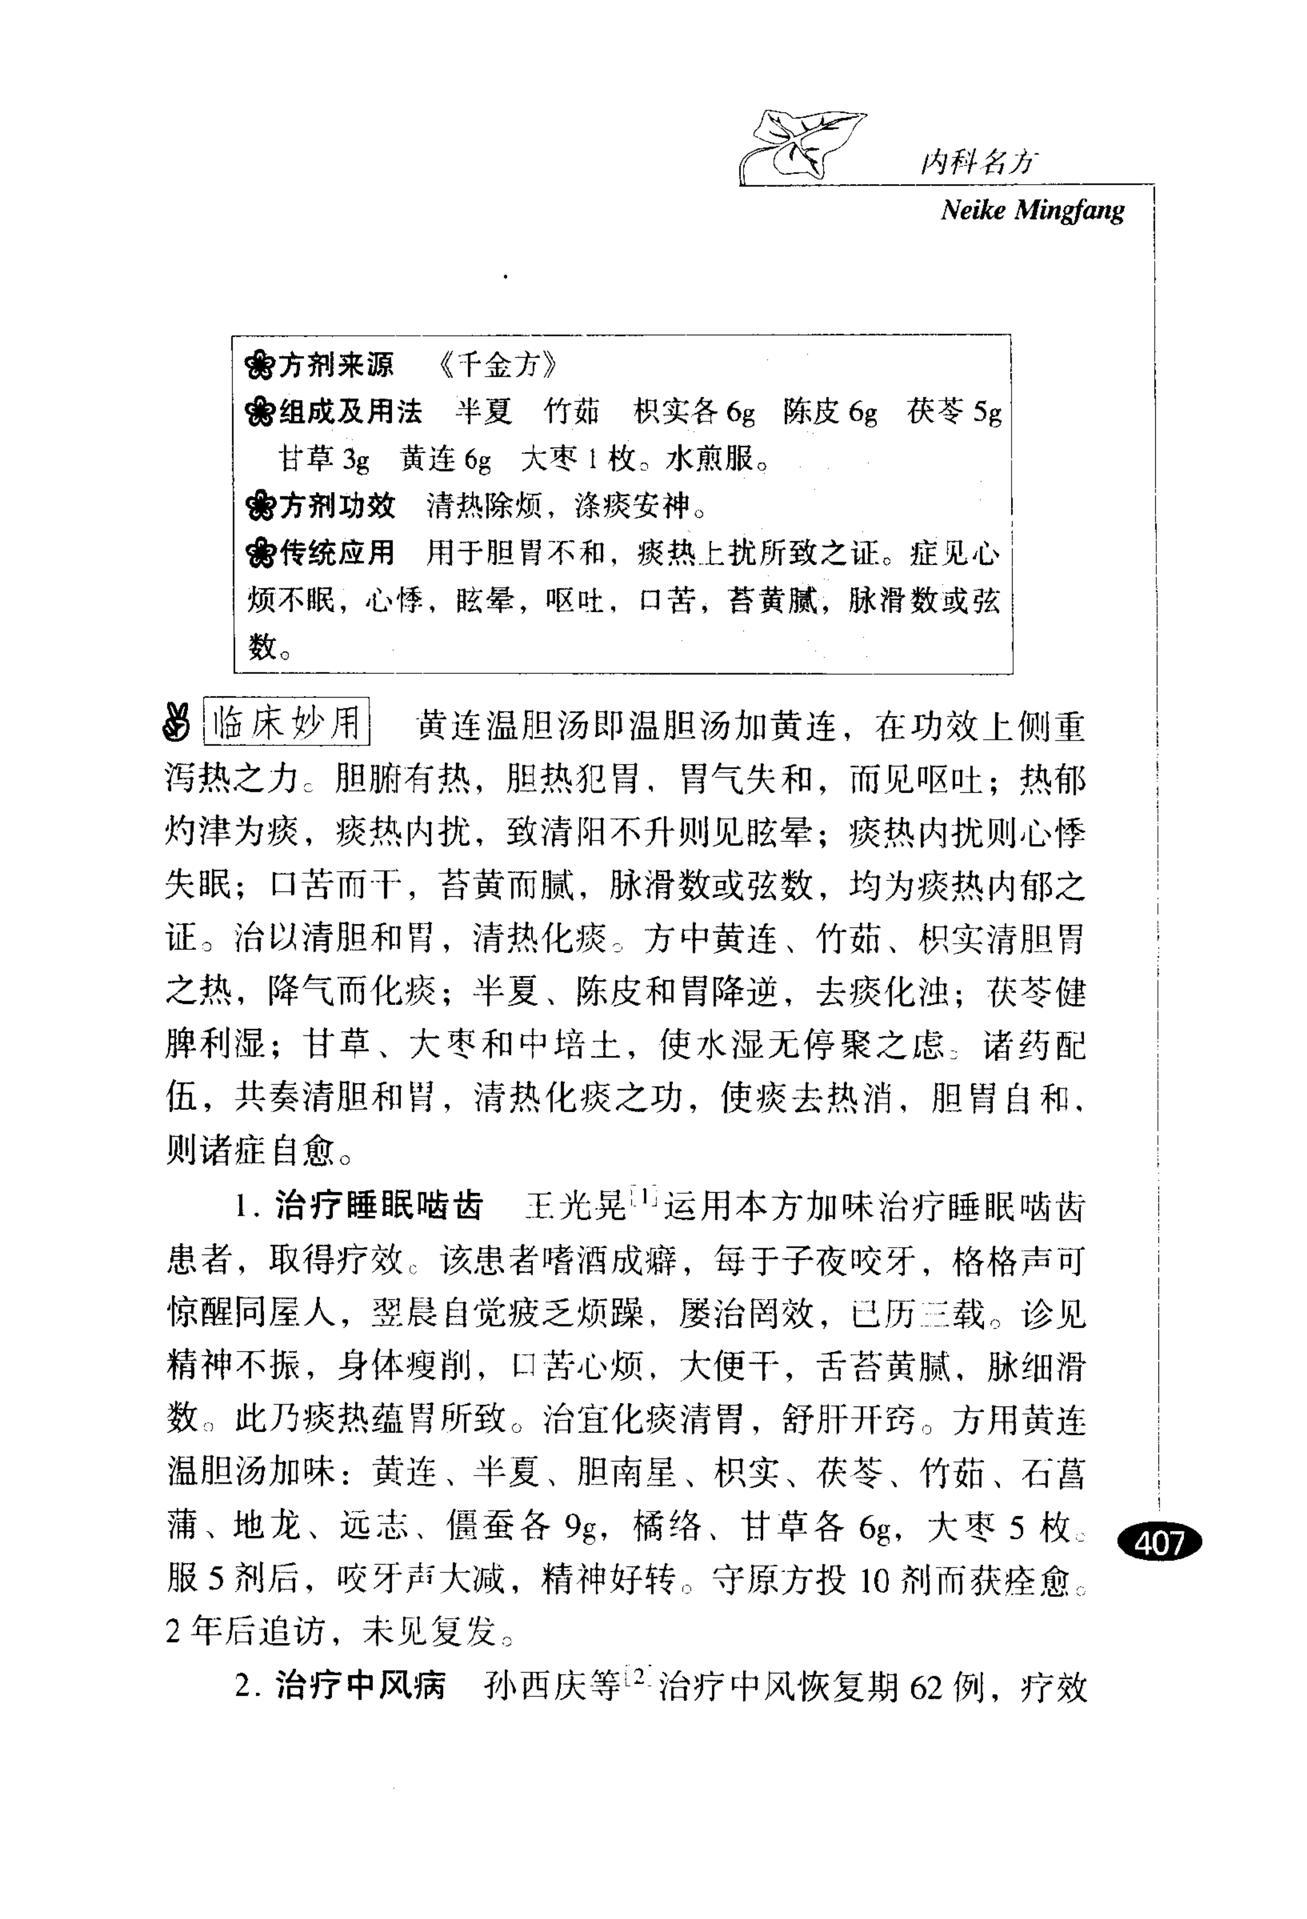 内科名方
Neike Mingfang
方剂来源 《千金方》
组成及用法 半夏 竹茹 枳实各6g 陈皮6g 茯苓5g
甘草3g 黄连6g 大枣1枚。水煎服。
方剂功效 清热除烦，涤痰安神。
传统应用 用于胆胃不和，痰热上扰所致之证。症见心
烦不眠，心悸，眩晕，呕吐，口苦，苔黄腻，脉滑数或弦
数。
临床妙用 黄连温胆汤即温胆汤加黄连，在功效上侧重
泻热之力。胆腑有热，胆热犯胃，胃气失和，而见呕吐；热郁
灼津为痰，痰热内扰，致清阳不升则见眩晕；痰热内扰则心悸
失眠；口苦而干，苔黄而腻，脉滑数或弦数，均为痰热内郁之
证。治以清胆和胃，清热化痰。方中黄连、竹茹、枳实清胆胃
之热，降气而化痰；半夏、陈皮和胃降逆，去痰化浊；茯苓健
脾利湿；甘草、大枣和中培土，使水湿无停聚之虑。诸药配
伍，共奏清胆和胃，清热化痰之功，使痰去热消，胆胃自和，
则诸症自愈。
1. 治疗睡眠啮齿 王光晃[1]运用本方加味治疗睡眠啮齿
患者，取得疗效。该患者嗜酒成癖，每于子夜咬牙，格格声可
惊醒同屋人，翌晨自觉疲乏烦躁，屡治罔效，已历三载。诊见
精神不振，身体瘦削，口苦心烦，大便干，舌苔黄腻，脉细滑
数。此乃痰热蕴胃所致。治宜化痰清胃，舒肝开窍。方用黄连
温胆汤加味：黄连、半夏、胆南星、枳实、茯苓、竹茹、石菖
蒲、地龙、远志、僵蚕各9g，橘络、甘草各6g，大枣5枚。
服5剂后，咬牙声大减，精神好转。守原方投10剂而获痊愈。
2年后追访，未见复发。
2. 治疗中风病 孙西庆等[2]治疗中风恢复期62例，疗效
407